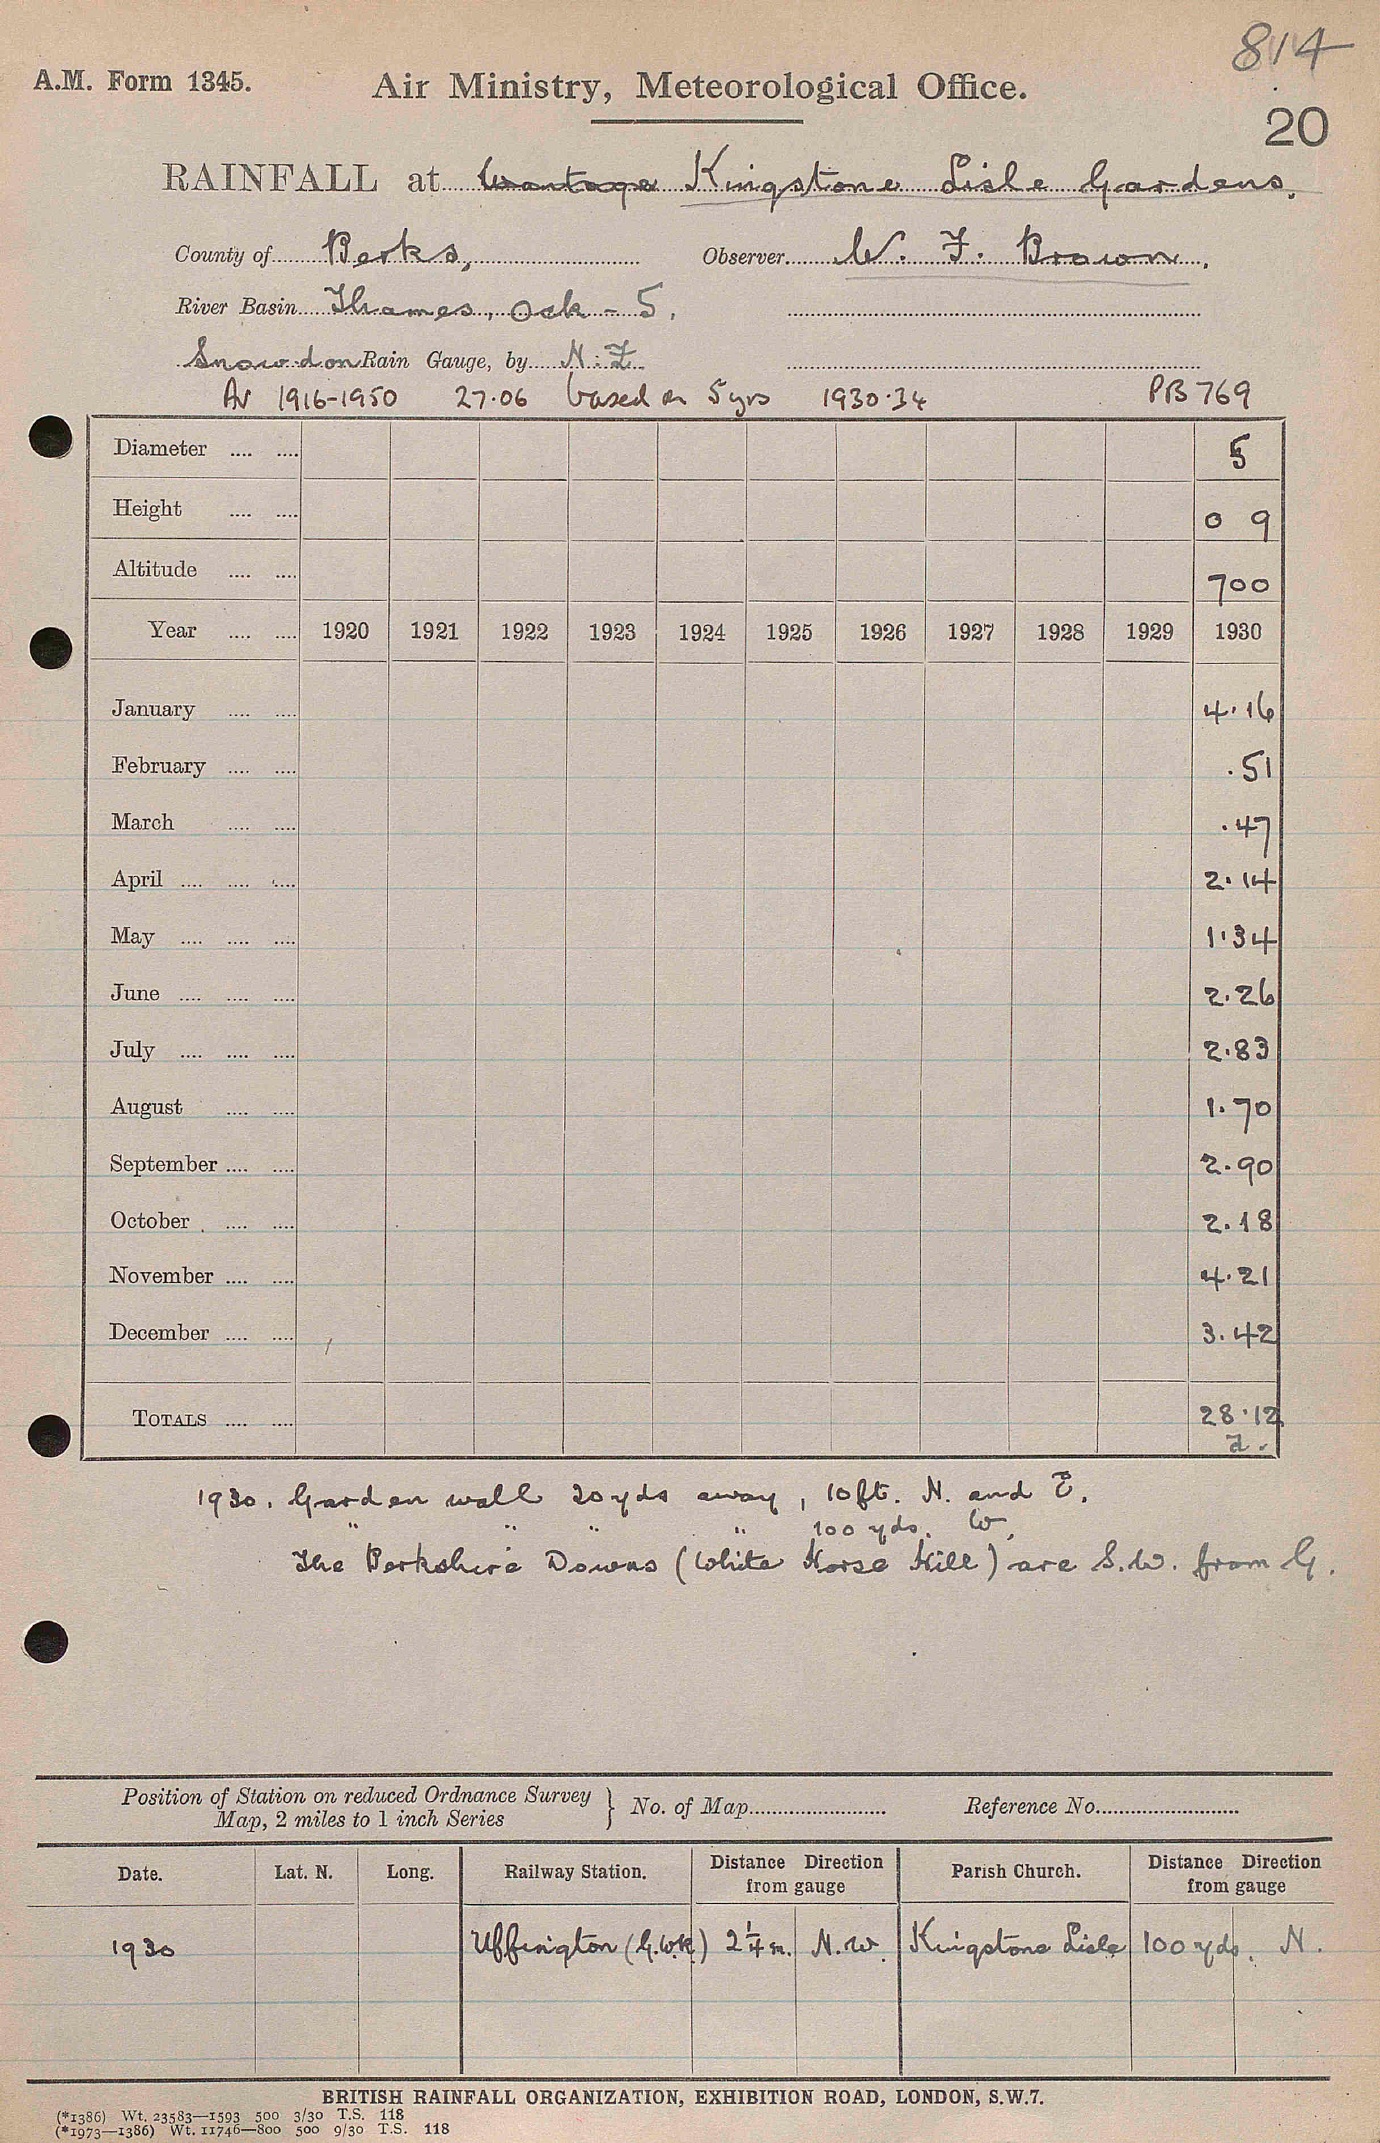 814
A.M. Form 1345. Air Ministry, Meteorological Office.
20
RAINFALL at Wantage Kingstone Lisle Gardens.
County of Berks, Observer W. F. Brown.
River Basin Thames, Ock - 5.
Snowdon Rain Gauge, by N. Z.
Av 1916-1950 27.06 based on 5 yrs 1930-34 PB 769
Diameter .... .... 5
Height .... .... 0 9
Altitude .... .... 700
Year .... .... 1920 1921 1922 1923 1924 1925 1926 1927 1928 1929 1930
January .... .... 4.16
February .... .... .51
March .... .... .47
April .... .... .... 2.14
May .... .... .... 1.34
June .... .... .... 2.26
July .... .... .... 2.83
August .... .... 1.70
September .... .... 2.90
October .... .... 2.18
November .... .... 4.21
December .... .... 3.42
TOTALS .... .... 28.12
1930. Garden wall 20 yds away, 10ft. N. and E.
" " " " 100 yds. W.
The Berkshire Downs (White Horse Hill) are S.W. from G.
Position of Station on reduced Ordnance Survey
Map, 2 miles to 1 inch Series } No. of Map.......... Reference No..........
Date. Lat. N. Long. Railway Station. Distance Direction from gauge Parish Church. Distance Direction from gauge
1930 Uffington (G.W.R.) 2¼ m. N.W. Kingstone Lisle 100 yds. N.
BRITISH RAINFALL ORGANIZATION, EXHIBITION ROAD, LONDON, S.W.7.
(*1386) Wt. 23583—1593 500 3/30 T.S. 118
(*1973—1386) Wt. 11746—800 500 9/30 T.S. 118